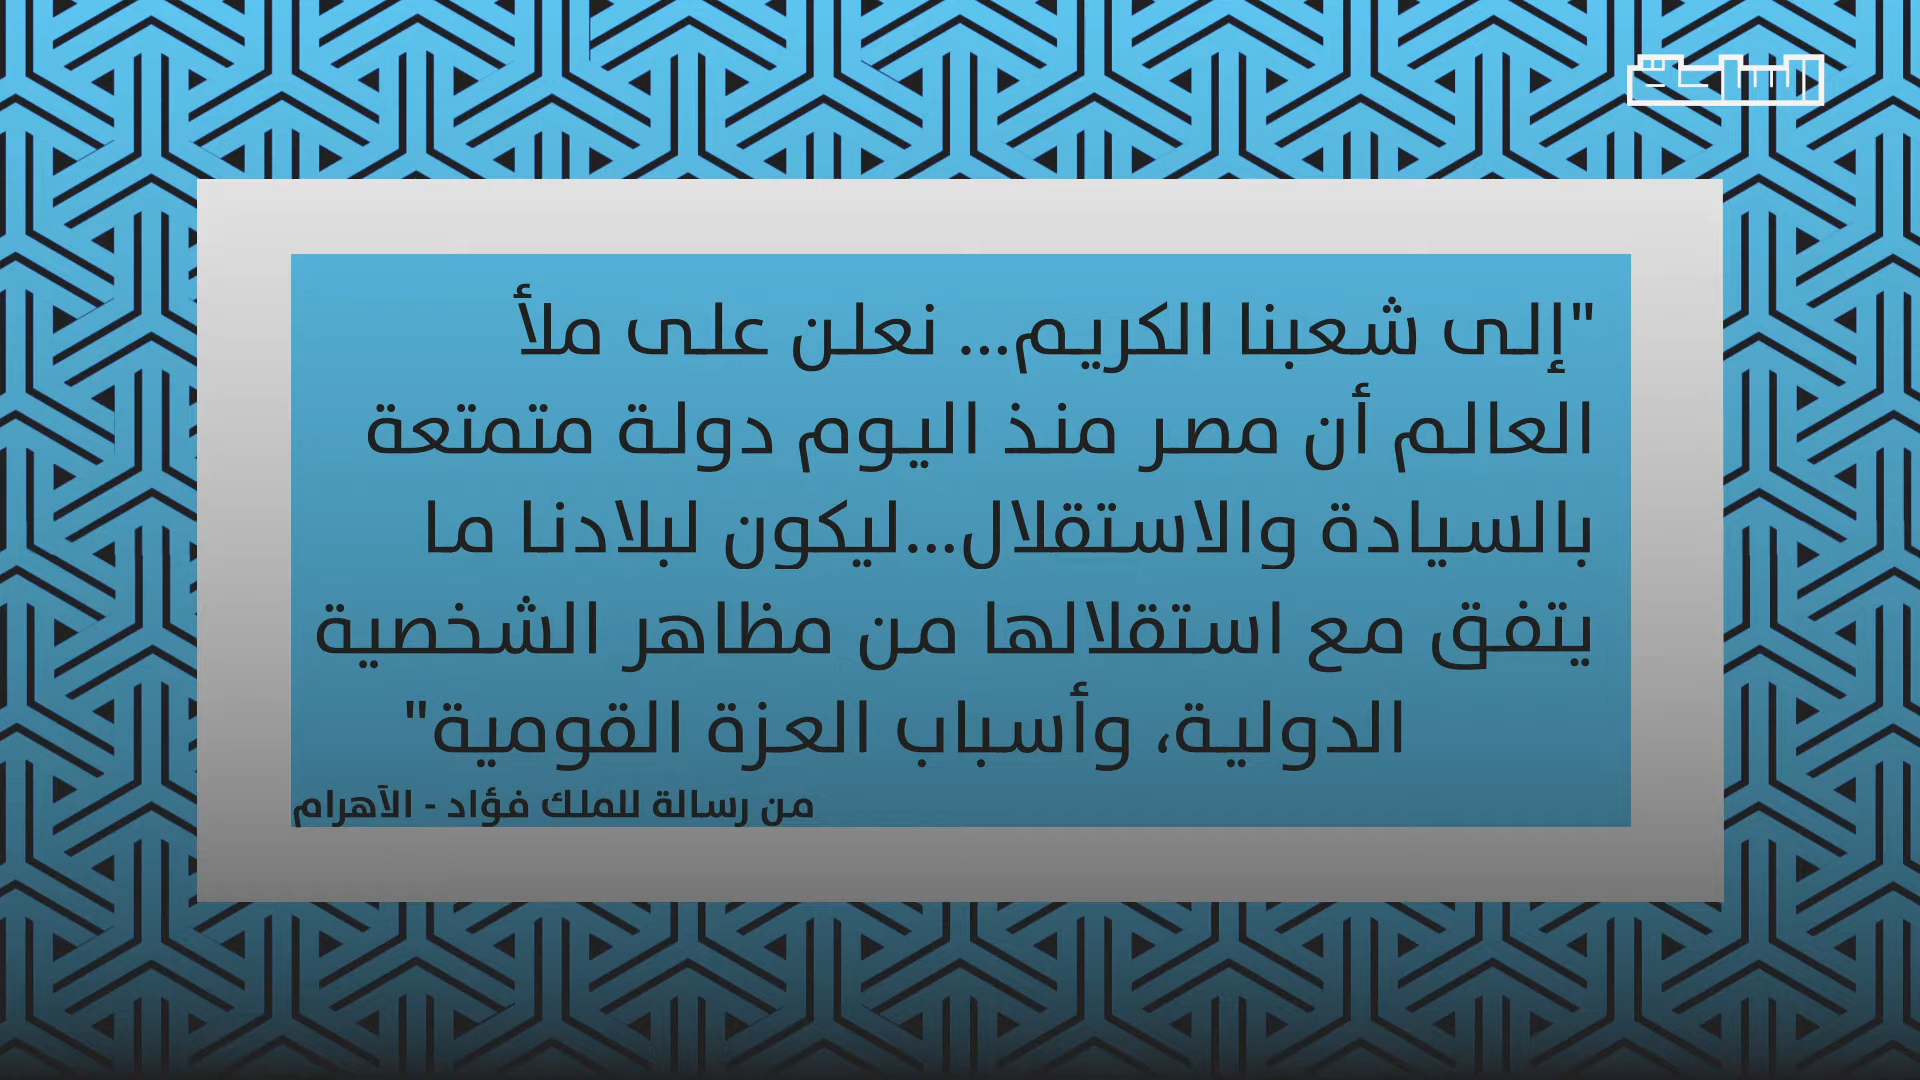 "إلى شعبنا الكريم... نعلن على ملأ
العالم أن مصر منذ اليوم دولة متمتعة
بالسيادة والاستقلال...ليكون لبلادنا ما
يتفق مع استقلالها من مظاهر الشخصية
الدولية، وأسباب العزة القومية"
من رسالة للملك فؤاد - الآهرام